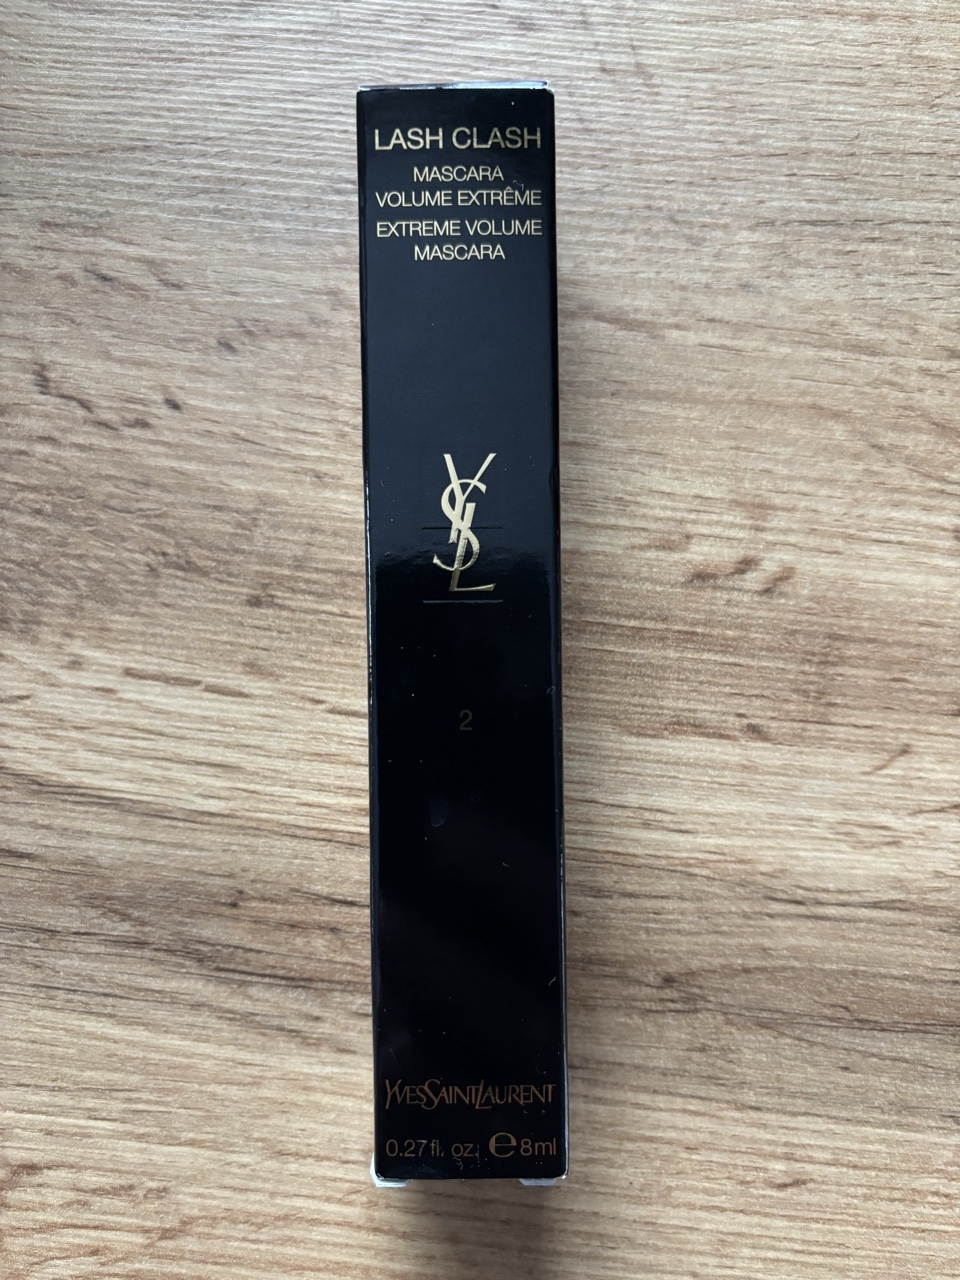 LASH CLASH
MASCARA
VOLUME EXTRÊME
EXTREME VOLUME
MASCARA
YSL
2
YVESSAINTLAURENT
0.27 fl. oz. ℮ 8ml